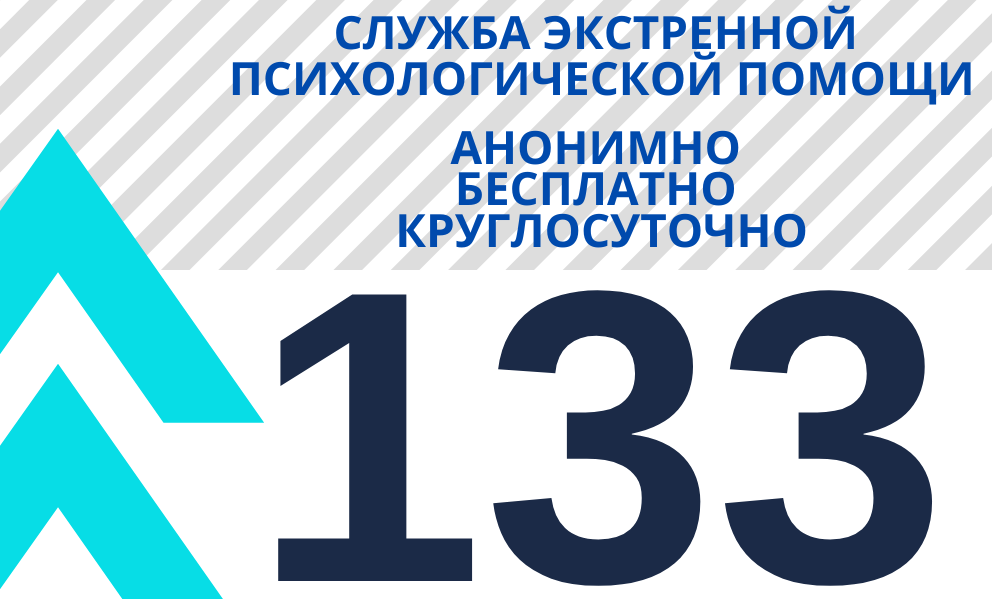 СЛУЖБА ЭКСТРЕННОЙ
ПСИХОЛОГИЧЕСКОЙ ПОМОЩИ
АНОНИМНО
БЕСПЛАТНО
КРУГЛОСУТОЧНО
133